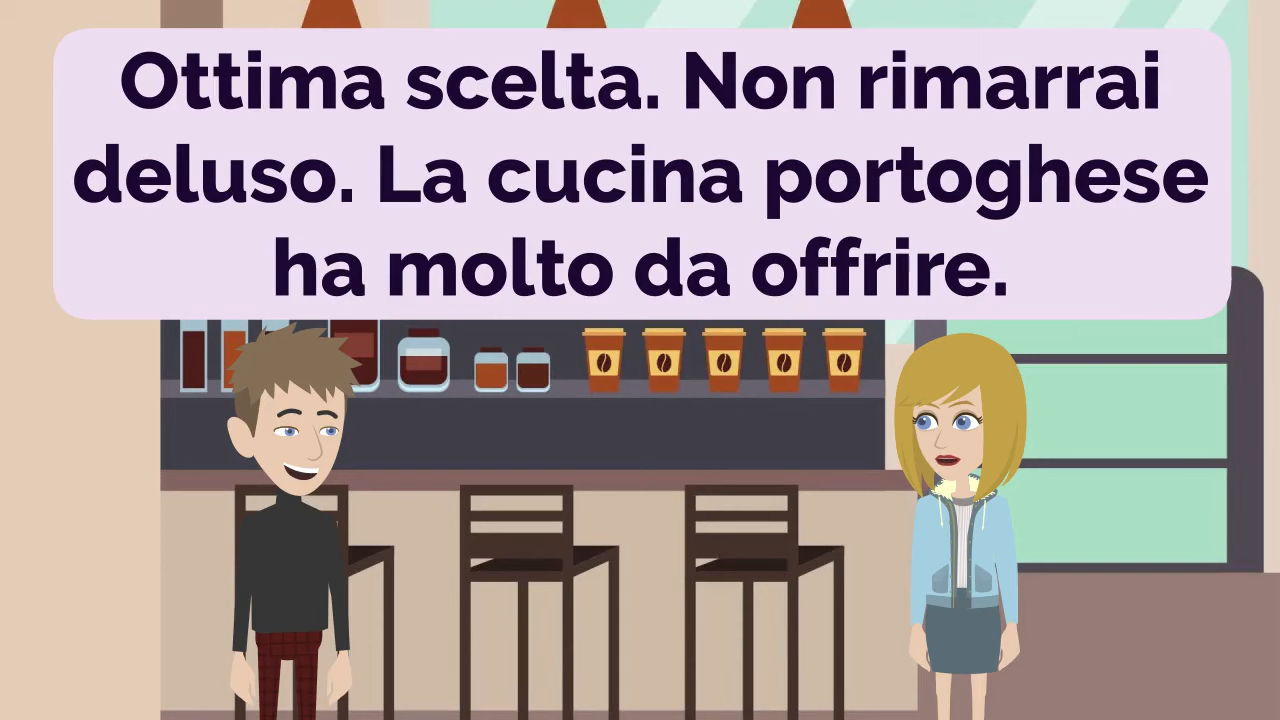 Ottima scelta. Non rimarrai
deluso. La cucina portoghese
ha molto da offrire.